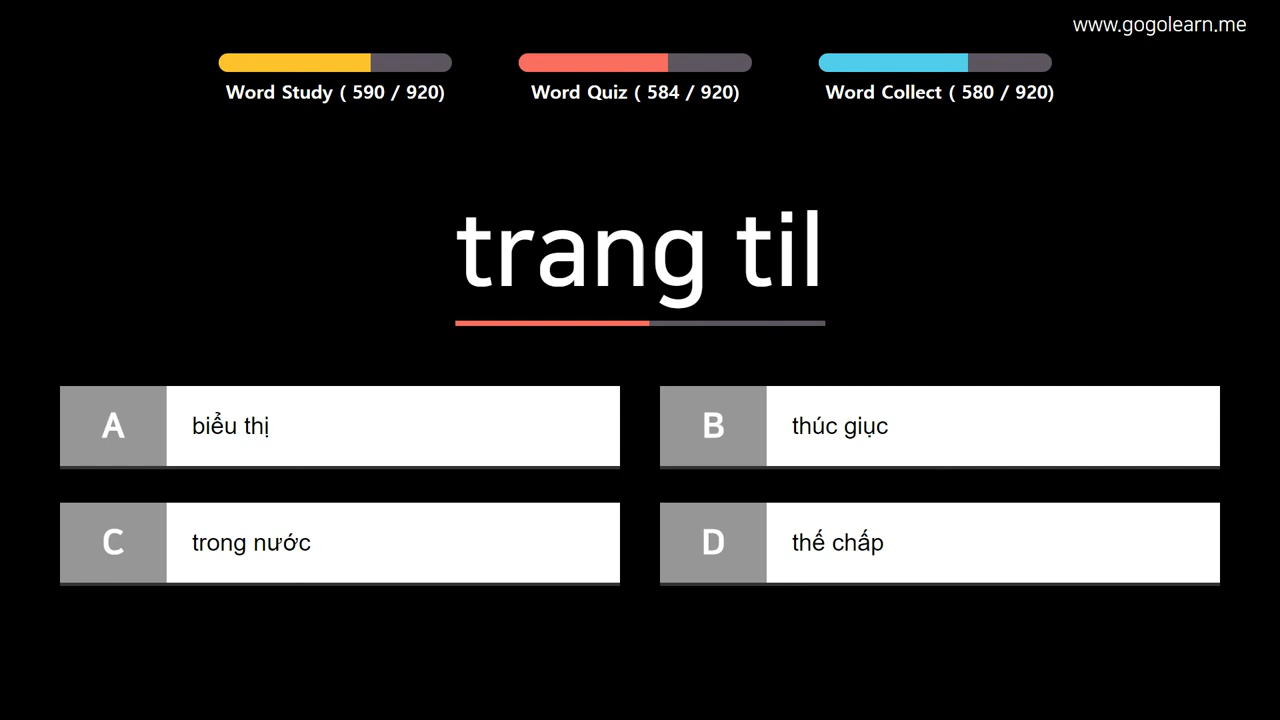 www.gogolearn.me
Word Study ( 590 / 920)
Word Quiz ( 584 / 920)
Word Collect ( 580 / 920)
trang til
A
biểu thị
B
thúc giục
C
trong nước
D
thế chấp